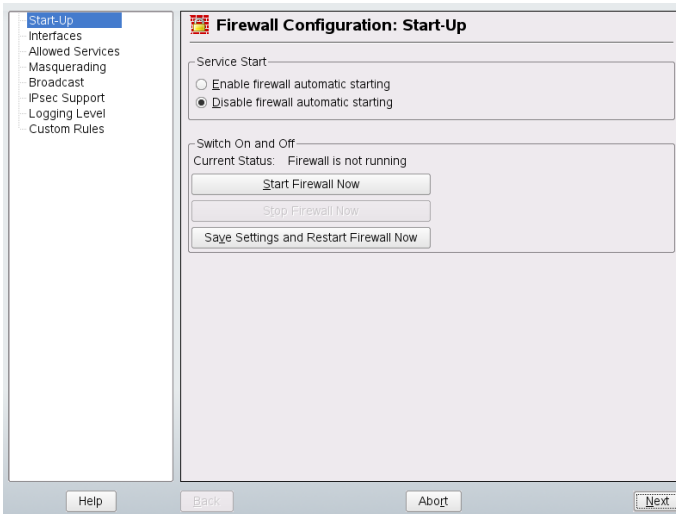 Start-Up
Interfaces
Allowed Services
Masquerading
Broadcast
IPsec Support
Logging Level
Custom Rules
Firewall Configuration: Start-Up
Service Start
Enable firewall automatic starting
Disable firewall automatic starting
Switch On and Off
Current Status: Firewall is not running
Start Firewall Now
Stop Firewall Now
Save Settings and Restart Firewall Now
Help
Back
Abort
Next